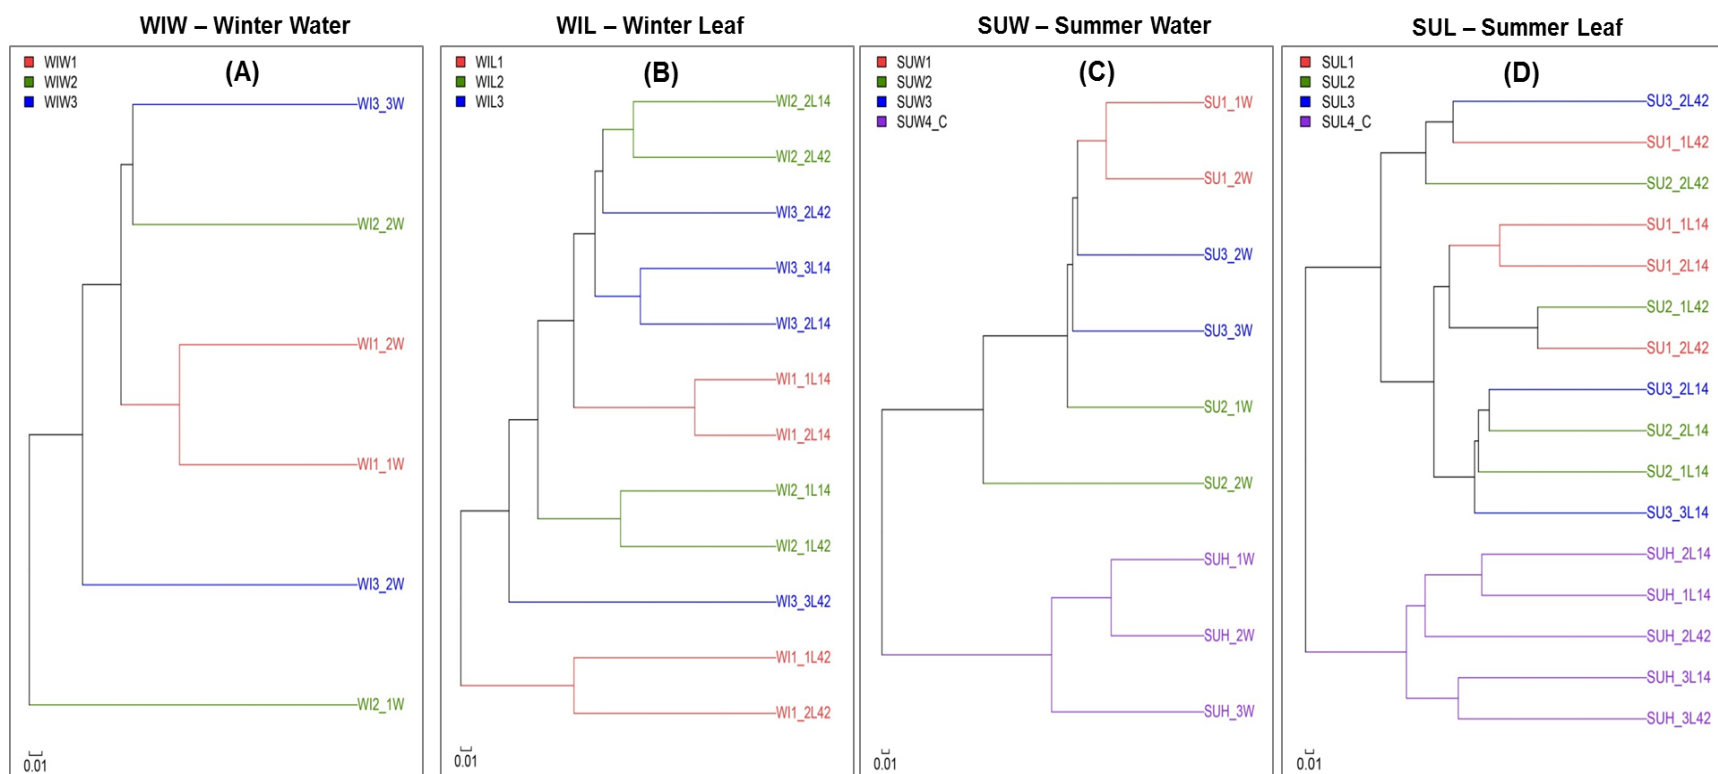 WIW – Winter Water
WIW1
WIW2
WIW3
(A)
WI3_3W
WI2_2W
WI1_2W
WI1_1W
WI3_2W
WI2_1W
0.01
WIL – Winter Leaf
WIL1
WIL2
WIL3
(B)
WI2_2L14
WI2_2L42
WI3_2L42
WI3_3L14
WI3_2L14
WI1_1L14
WI1_2L14
WI2_1L14
WI2_1L42
WI3_3L42
WI1_1L42
WI1_2L42
0.01
SUW – Summer Water
SUW1
SUW2
SUW3
SUW4_C
(C)
SU1_1W
SU1_2W
SU3_2W
SU3_3W
SU2_1W
SU2_2W
SUH_1W
SUH_2W
SUH_3W
0.01
SUL – Summer Leaf
SUL1
SUL2
SUL3
SUL4_C
(D)
SU3_2L42
SU1_1L42
SU2_2L42
SU1_1L14
SU1_2L14
SU2_1L42
SU1_2L42
SU3_2L14
SU2_2L14
SU2_1L14
SU3_3L14
SUH_2L14
SUH_1L14
SUH_2L42
SUH_3L14
SUH_3L42
0.01